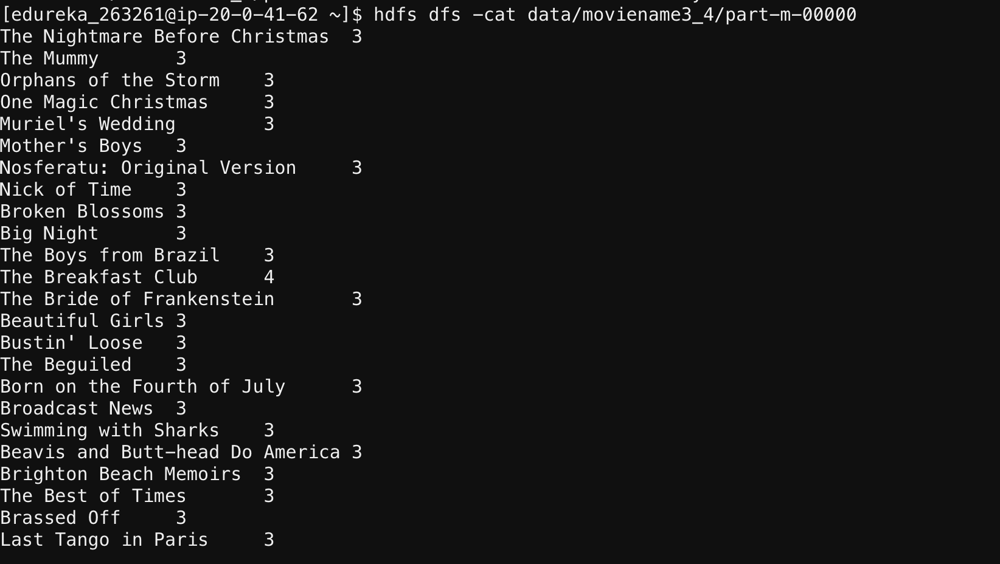 [edureka_263261@ip-20-0-41-62 ~]$ hdfs dfs -cat data/moviename3_4/part-m-00000
The Nightmare Before Christmas  3
The Mummy       3
Orphans of the Storm    3
One Magic Christmas     3
Muriel's Wedding        3
Mother's Boys   3
Nosferatu: Original Version     3
Nick of Time    3
Broken Blossoms 3
Big Night       3
The Boys from Brazil    3
The Breakfast Club      4
The Bride of Frankenstein       3
Beautiful Girls 3
Bustin' Loose   3
The Beguiled    3
Born on the Fourth of July      3
Broadcast News  3
Swimming with Sharks    3
Beavis and Butt-head Do America 3
Brighton Beach Memoirs  3
The Best of Times       3
Brassed Off     3
Last Tango in Paris     3